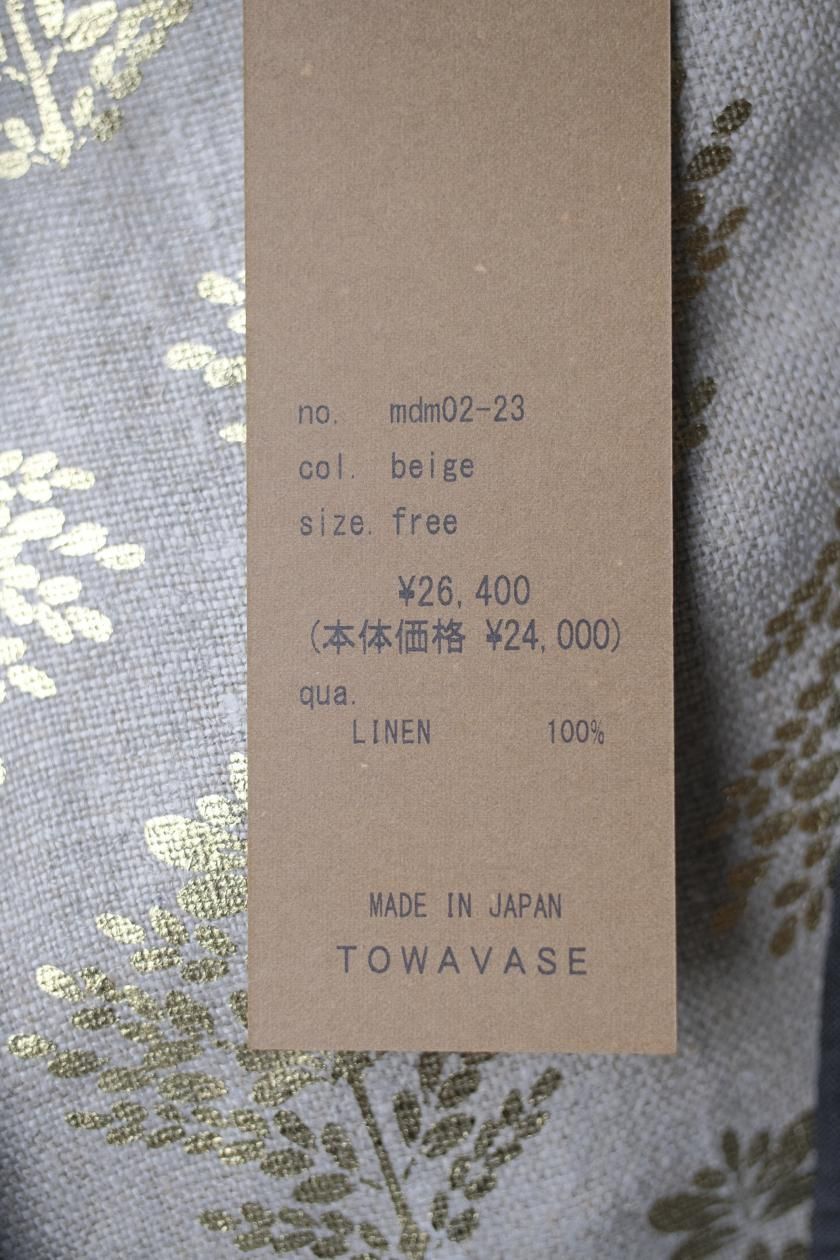 no. mdm02-23
col. beige
size. free
¥26,400
(本体価格 ¥24,000)
qua.
LINEN 100%
MADE IN JAPAN
TOWAVASE